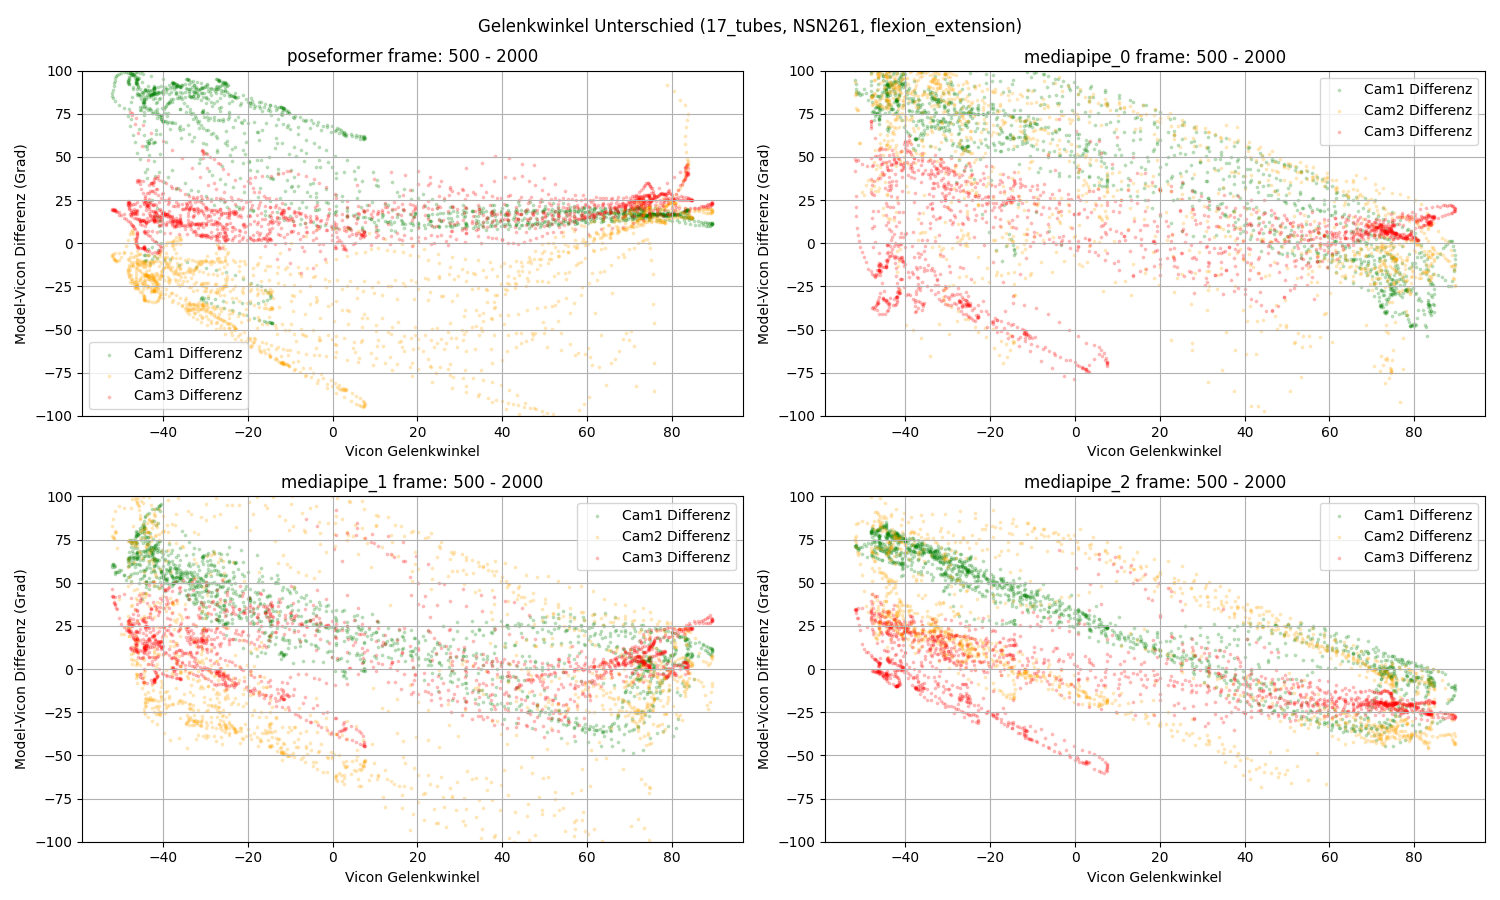 Gelenkwinkel Unterschied (17_tubes, NSN261, flexion_extension)
poseformer frame: 500 - 2000
100
75
50
25
0
−25
−50
−75
−100
Model-Vicon Differenz (Grad)
Cam1 Differenz
Cam2 Differenz
Cam3 Differenz
−40 −20 0 20 40 60 80
Vicon Gelenkwinkel
mediapipe_0 frame: 500 - 2000
100
75
50
25
0
−25
−50
−75
−100
Model-Vicon Differenz (Grad)
Cam1 Differenz
Cam2 Differenz
Cam3 Differenz
−40 −20 0 20 40 60 80
Vicon Gelenkwinkel
mediapipe_1 frame: 500 - 2000
100
75
50
25
0
−25
−50
−75
−100
Model-Vicon Differenz (Grad)
Cam1 Differenz
Cam2 Differenz
Cam3 Differenz
−40 −20 0 20 40 60 80
Vicon Gelenkwinkel
mediapipe_2 frame: 500 - 2000
100
75
50
25
0
−25
−50
−75
−100
Model-Vicon Differenz (Grad)
Cam1 Differenz
Cam2 Differenz
Cam3 Differenz
−40 −20 0 20 40 60 80
Vicon Gelenkwinkel